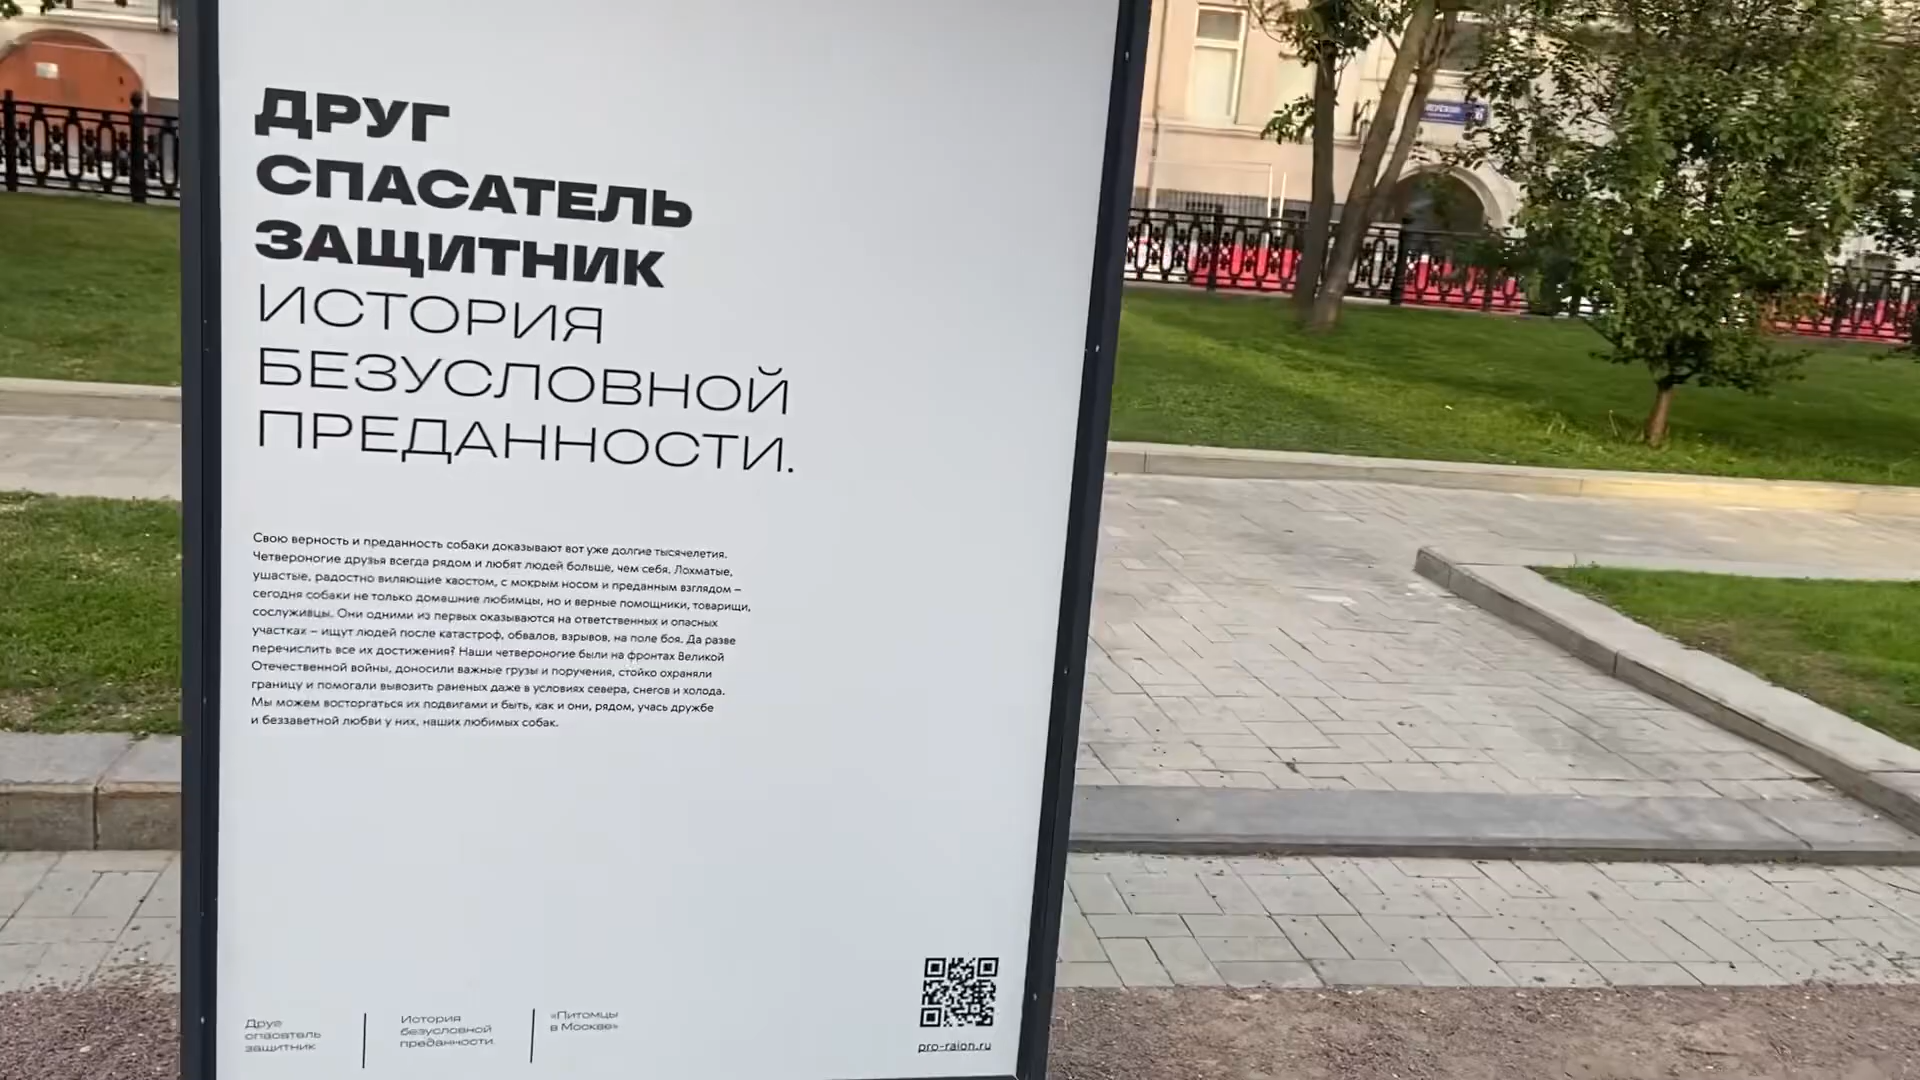 ДРУГ
СПАСАТЕЛЬ
ЗАЩИТНИК
ИСТОРИЯ
БЕЗУСЛОВНОЙ
ПРЕДАННОСТИ.
Свою верность и преданность собаки доказывают вот уже долгие тысячелетия.
Четвероногие друзья всегда рядом и любят людей больше, чем себя. Лохматые,
ушастые, радостно виляющие хвостом, с мокрым носом и преданным взглядом –
сегодня собаки не только домашние любимцы, но и верные помощники, товарищи,
сослуживцы. Они одними из первых оказываются на ответственных и опасных
участках – ищут людей после катастроф, обвалов, взрывов, на поле боя. Да разве
перечислить все их достижения? Наши четвероногие были на фронтах Великой
Отечественной войны, доносили важные грузы и поручения, стойко охраняли
границу и помогали вывозить раненых даже в условиях севера, снегов и холода.
Мы можем восторгаться их подвигами и быть, как и они, рядом, учась дружбе
и беззаветной любви у них, наших любимых собак.
Друг
спасатель
защитник
История
безусловной
преданности
«Питомцы
в Москве»
pro-raion.ru